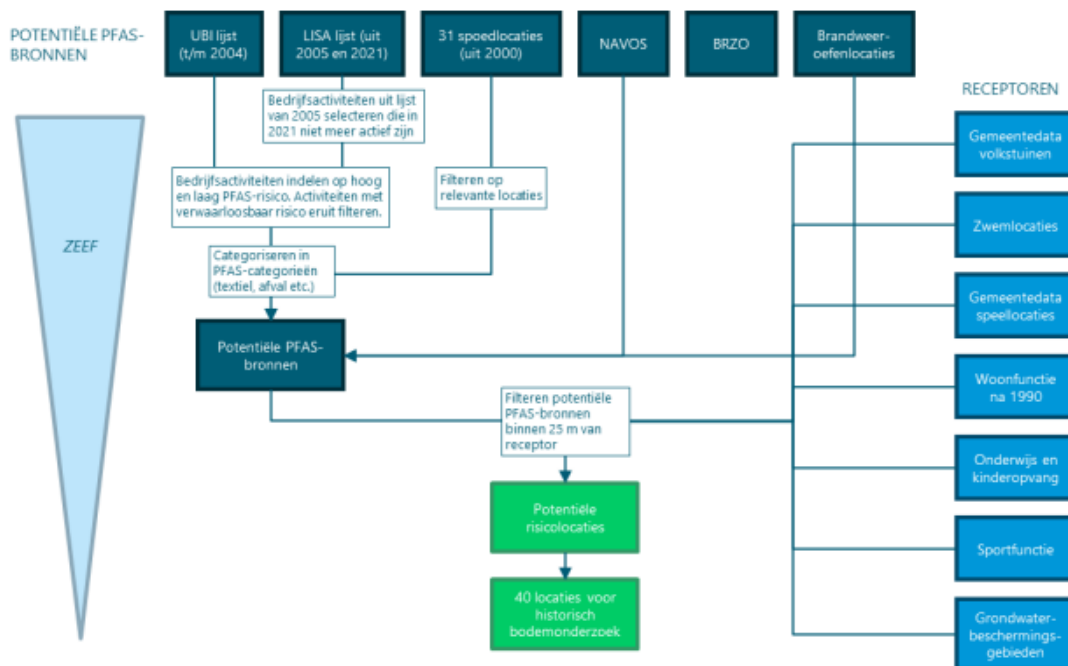 POTENTIËLE PFAS-
BRONNEN
UBI lijst
(t/m 2004)
LISA lijst (uit
2005 en 2021)
31 spoedlocaties
(uit 2000)
NAVOS
BRZO
Brandweer-
oefenlocaties
Bedrijfsactiviteiten uit lijst
van 2005 selecteren die in
2021 niet meer actief zijn
Bedrijfsactiviteiten indelen op hoog
en laag PFAS-risico. Activiteiten met
verwaarloosbaar risico eruit filteren.
Filteren op
relevante locaties
ZEEF
Categoriseren in
PFAS-categorieën
(textiel, afval etc.)
Potentiële PFAS-
bronnen
Filteren potentiële
PFAS-bronnen
binnen 25 m van
receptor
Potentiële
risicolocaties
40 locaties voor
historisch
bodemonderzoek
RECEPTOREN
Gemeentedata
volkstuinen
Zwemlocaties
Gemeentedata
speellocaties
Woonfunctie
na 1990
Onderwijs en
kinderopvang
Sportfunctie
Grondwater-
beschermings-
gebieden